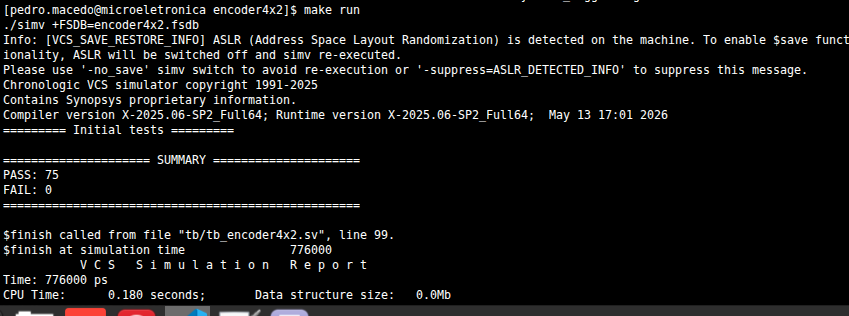 [pedro.macedo@microeletronica encoder4x2]$ make run
./simv +FSDB=encoder4x2.fsdb
Info: [VCS_SAVE_RESTORE_INFO] ASLR (Address Space Layout Randomization) is detected on the machine. To enable $save funct
ionality, ASLR will be switched off and simv re-executed.
Please use '-no_save' simv switch to avoid re-execution or '-suppress=ASLR_DETECTED_INFO' to suppress this message.
Chronologic VCS simulator copyright 1991-2025
Contains Synopsys proprietary information.
Compiler version X-2025.06-SP2_Full64; Runtime version X-2025.06-SP2_Full64;  May 13 17:01 2026
========= Initial tests =========
===================== SUMMARY =====================
PASS: 75
FAIL: 0
===================================================
$finish called from file "tb/tb_encoder4x2.sv", line 99.
$finish at simulation time               776000
           V C S   S i m u l a t i o n   R e p o r t
Time: 776000 ps
CPU Time:      0.180 seconds;       Data structure size:   0.0Mb